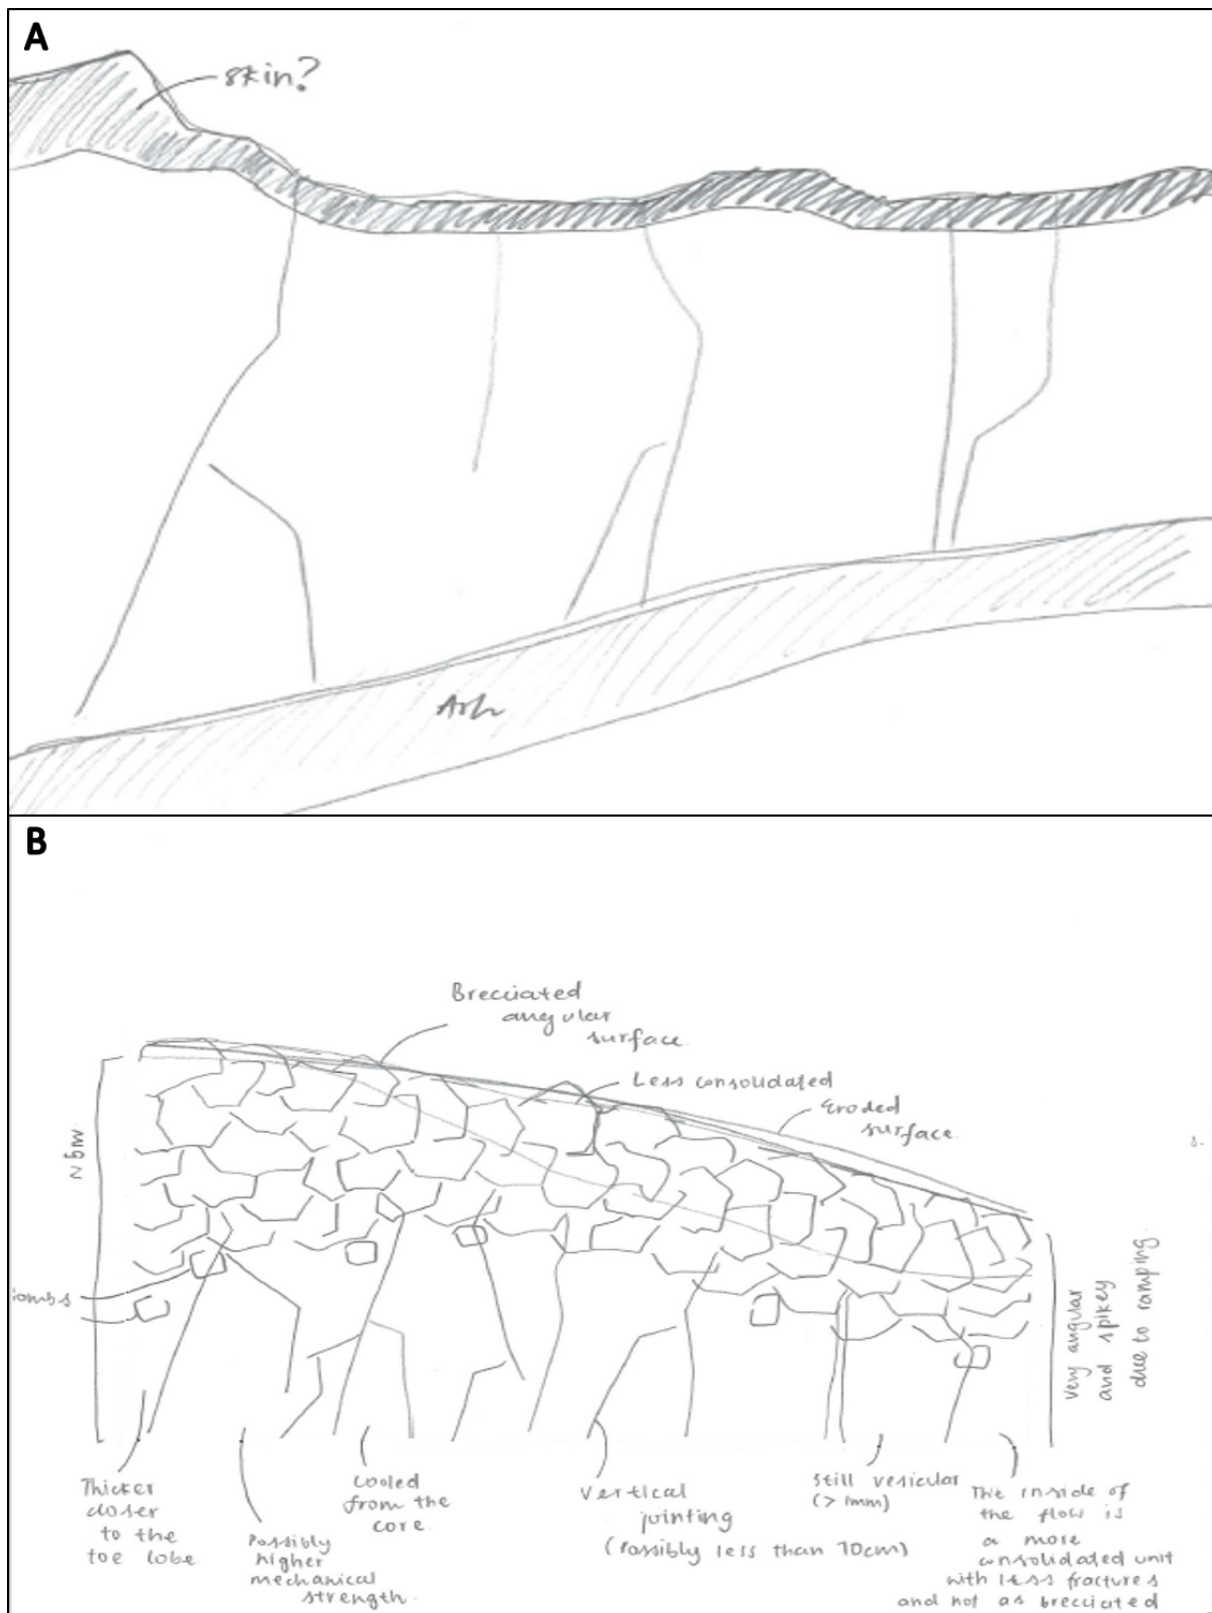 A
skin?
Ash
B
Brecciated
angular
surface.
Less consolidated
Eroded
surface.
ombs
Very angular
and spikey
due to ramping
Thicker
closer
to the
toe lobe
Possibly
higher
mechanical
strength.
Cooled
from the
core.
Vertical
jointing
(Possibly less than 10cm)
Still vesicular
(> 1mm)
The inside of
the flow is
a more
consolidated unit
with less fractures
and not as brecciated